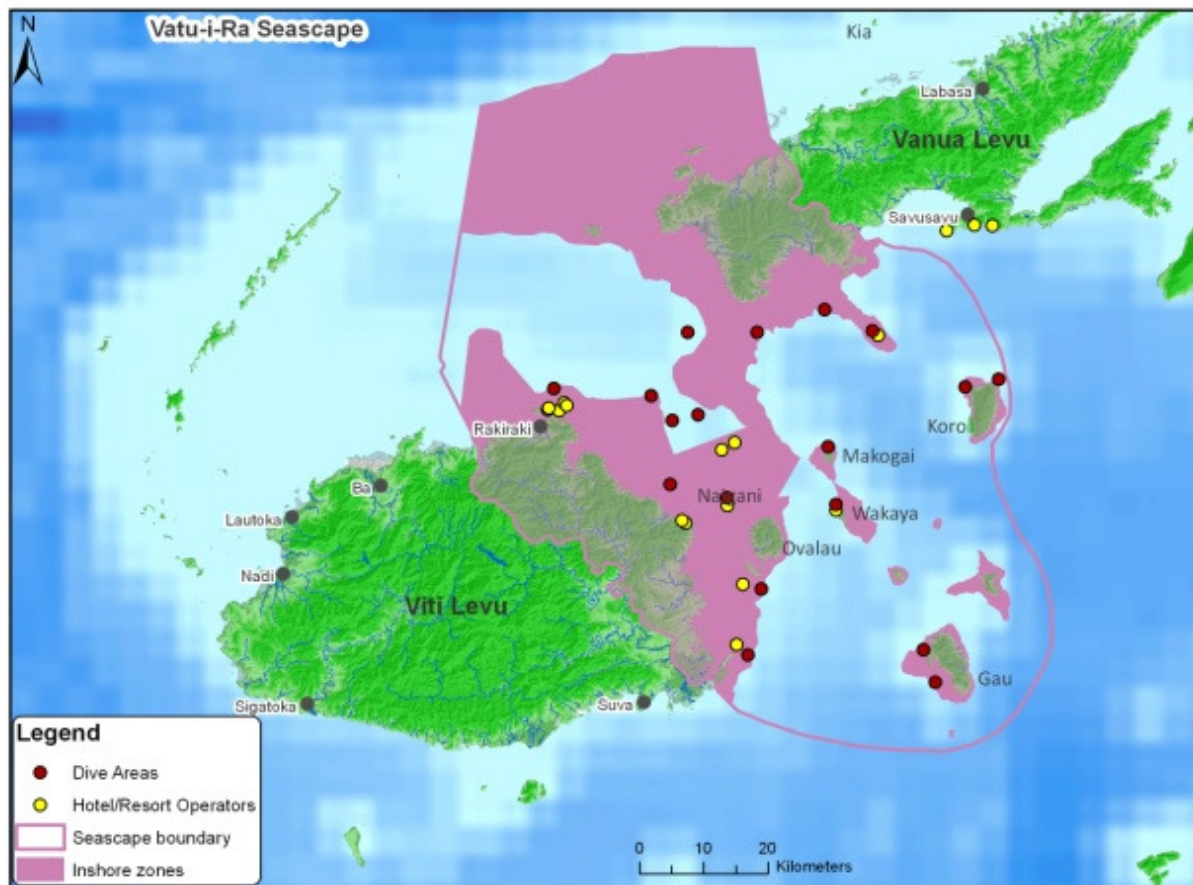 N
Vatu-i-Ra Seascape
Kia
Labasa
Vanua Levu
Savusavu
Koro
Rakiraki
Makogai
Ba
Nairani
Wakaya
Lautoka
Ovalau
Nadi
Viti Levu
Gau
Sigatoka
Suva
Legend
Dive Areas
Hotel/Resort Operators
Seascape boundary
Inshore zones
0 10 20
Kilometers